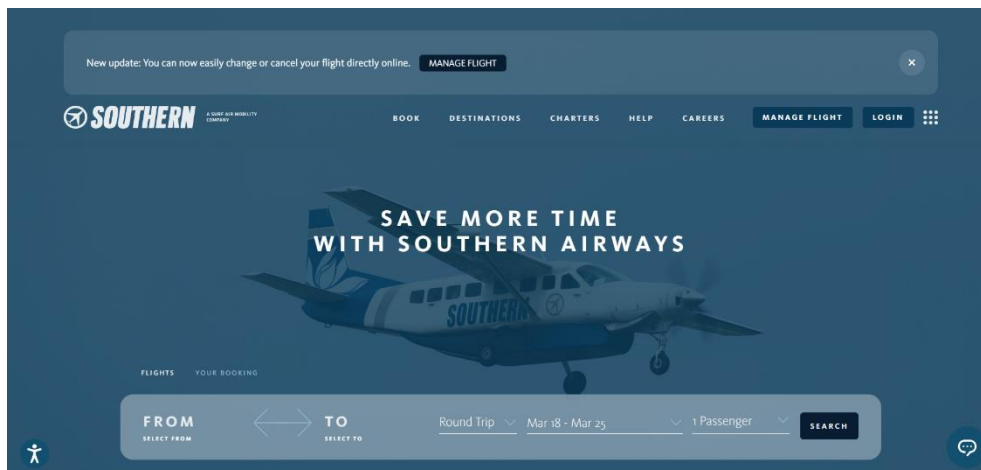 New update: You can now easily change or cancel your flight directly online. MANAGE FLIGHT
SOUTHERN A SURF AIR MOBILITY
COMPANY
BOOK DESTINATIONS CHARTERS HELP CAREERS MANAGE FLIGHT LOGIN
SAVE MORE TIME
WITH SOUTHERN AIRWAYS
SOUTHERN
FLIGHTS YOUR BOOKING
FROM TO Round Trip Mar 18 - Mar 25 1 Passenger SEARCH
SELECT FROM SELECT TO